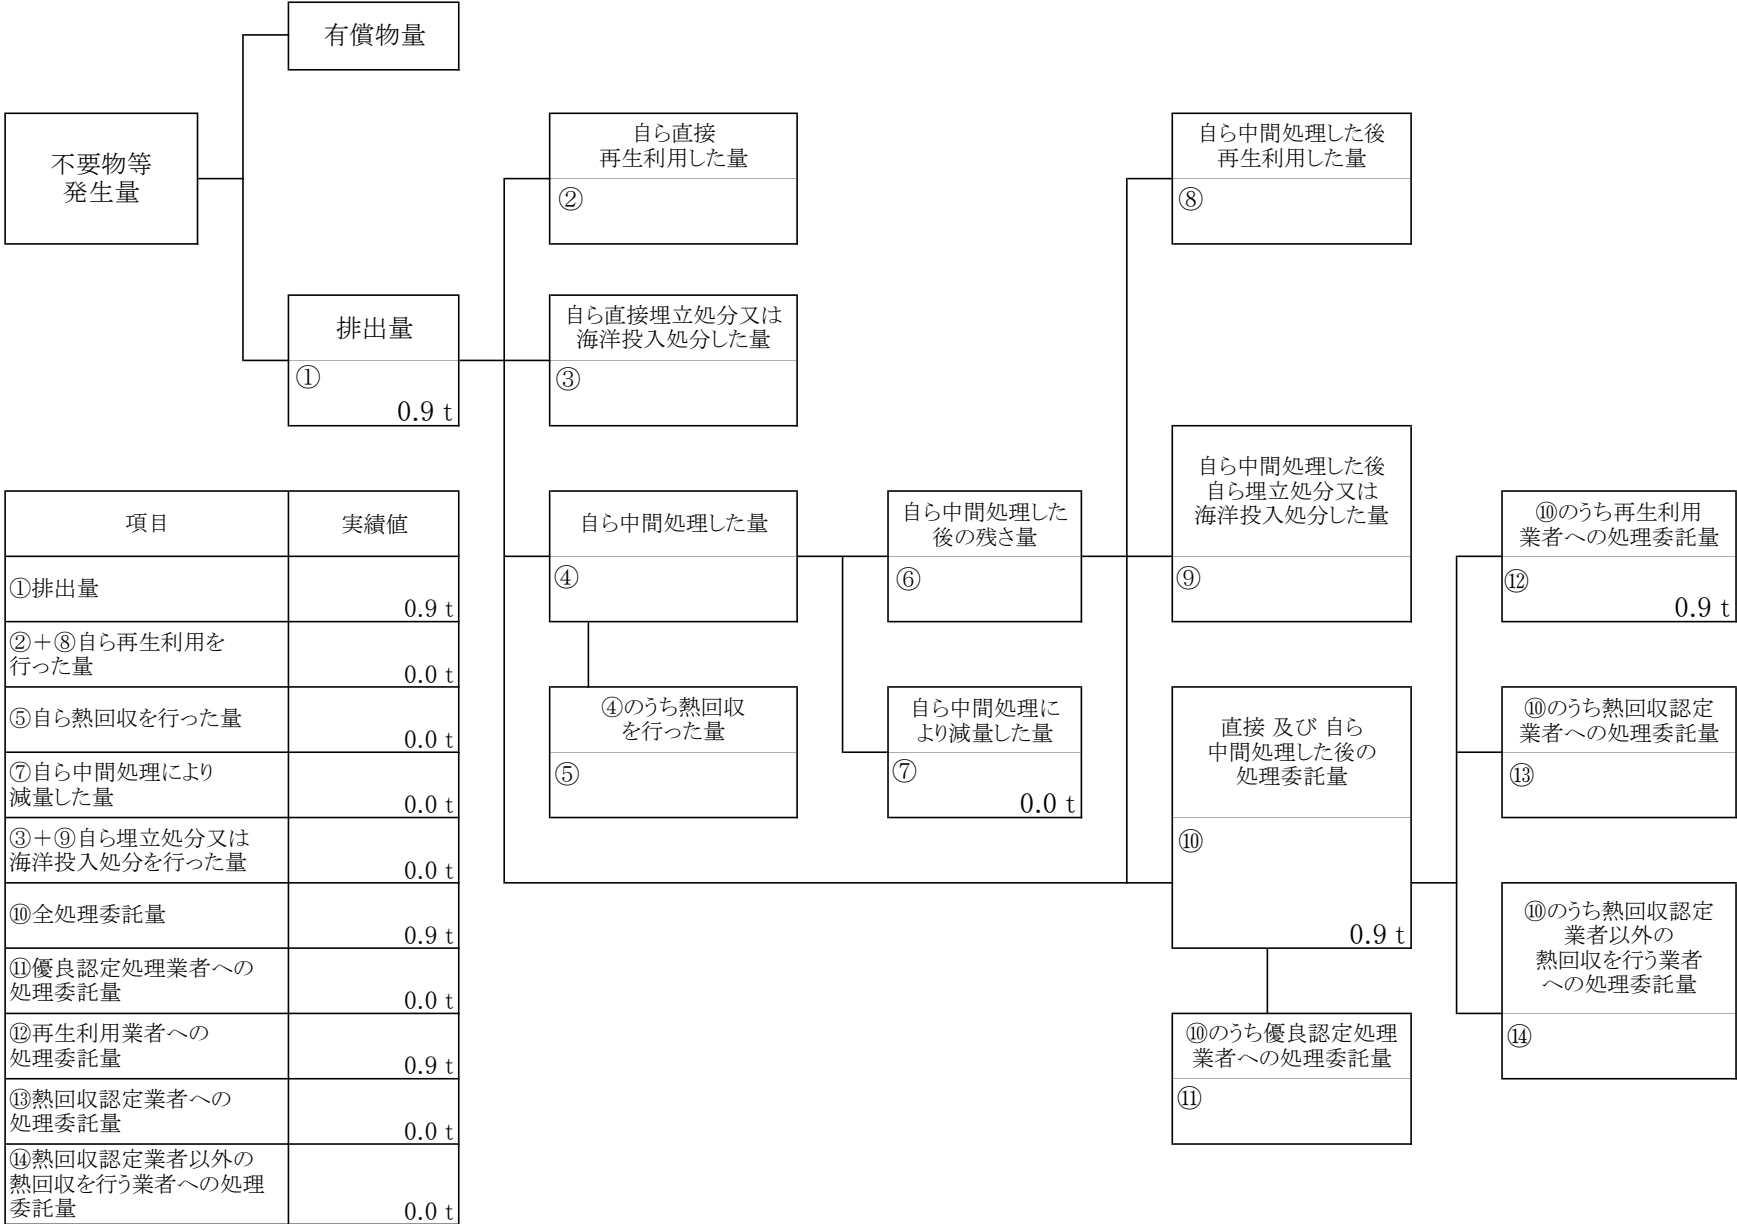 有償物量
不要物等
発生量
自ら直接
再生利用した量
②
自ら中間処理した後
再生利用した量
⑧
排出量
①
0.9 t
自ら直接埋立処分又は
海洋投入処分した量
③
自ら中間処理した量
④
自ら中間処理した
後の残さ量
⑥
自ら中間処理した後
自ら埋立処分又は
海洋投入処分した量
⑨
⑩のうち再生利用
業者への処理委託量
⑫
0.9 t
④のうち熱回収
を行った量
⑤
自ら中間処理に
より減量した量
⑦
0.0 t
直接 及び 自ら
中間処理した後の
処理委託量
⑩
0.9 t
⑩のうち熱回収認定
業者への処理委託量
⑬
⑩のうち熱回収認定
業者以外の
熱回収を行う業者
への処理委託量
⑭
⑩のうち優良認定処理
業者への処理委託量
⑪
項目 実績値
①排出量
0.9 t
②+⑧自ら再生利用を
行った量
0.0 t
⑤自ら熱回収を行った量
0.0 t
⑦自ら中間処理により
減量した量
0.0 t
③+⑨自ら埋立処分又は
海洋投入処分を行った量
0.0 t
⑩全処理委託量
0.9 t
⑪優良認定処理業者への
処理委託量
0.0 t
⑫再生利用業者への
処理委託量
0.9 t
⑬熱回収認定業者への
処理委託量
0.0 t
⑭熱回収認定業者以外の
熱回収を行う業者への処理
委託量
0.0 t